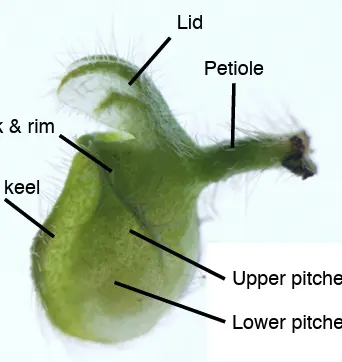 Lid
Petiole
k & rim
keel
Upper pitche
Lower pitche